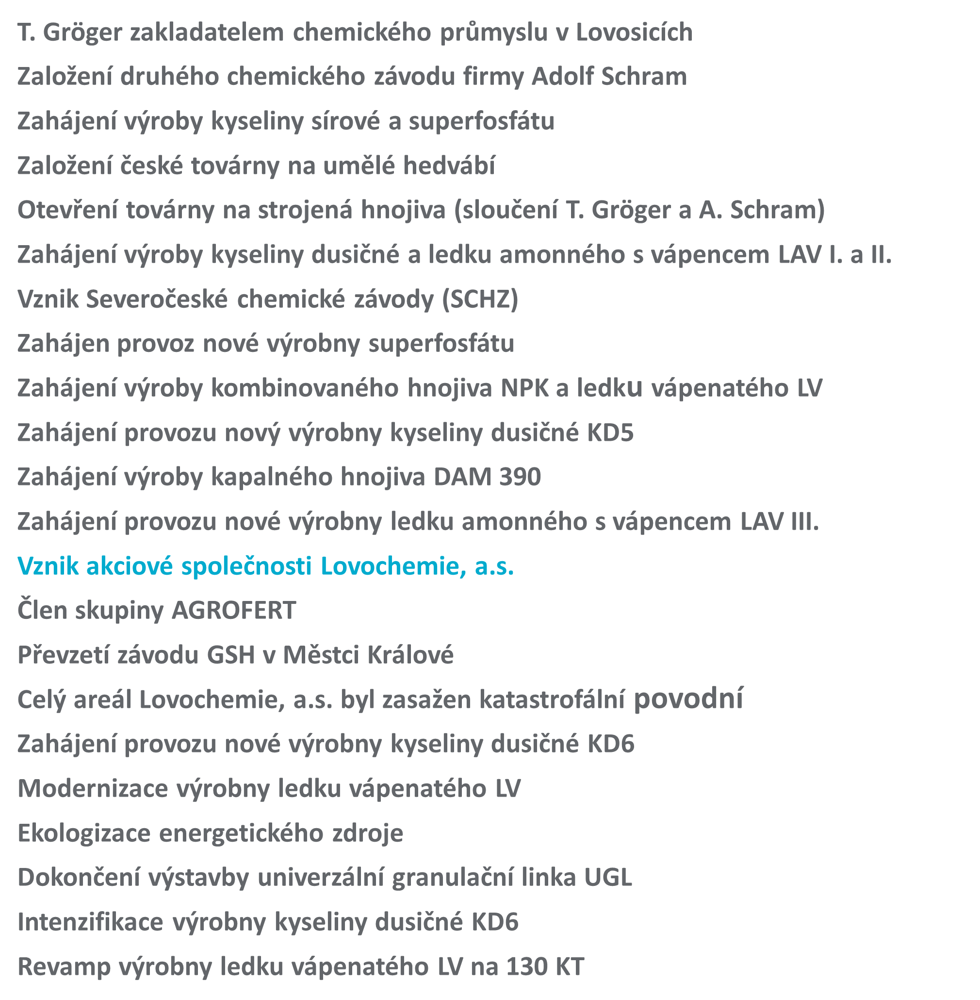 T. Gröger zakladatelem chemického průmyslu v Lovosicích
Založení druhého chemického závodu firmy Adolf Schram
Zahájení výroby kyseliny sírové a superfosfátu
Založení české továrny na umělé hedvábí
Otevření továrny na strojená hnojiva (sloučení T. Gröger a A. Schram)
Zahájení výroby kyseliny dusičné a ledku amonného s vápencem LAV I. a II.
Vznik Severočeské chemické závody (SCHZ)
Zahájen provoz nové výrobny superfosfátu
Zahájení výroby kombinovaného hnojiva NPK a ledku vápenatého LV
Zahájení provozu nový výrobny kyseliny dusičné KD5
Zahájení výroby kapalného hnojiva DAM 390
Zahájení provozu nové výrobny ledku amonného s vápencem LAV III.
Vznik akciové společnosti Lovochemie, a.s.
Člen skupiny AGROFERT
Převzetí závodu GSH v Městci Králové
Celý areál Lovochemie, a.s. byl zasažen katastrofální povodní
Zahájení provozu nové výrobny kyseliny dusičné KD6
Modernizace výrobny ledku vápenatého LV
Ekologizace energetického zdroje
Dokončení výstavby univerzální granulační linka UGL
Intenzifikace výrobny kyseliny dusičné KD6
Revamp výrobny ledku vápenatého LV na 130 KT